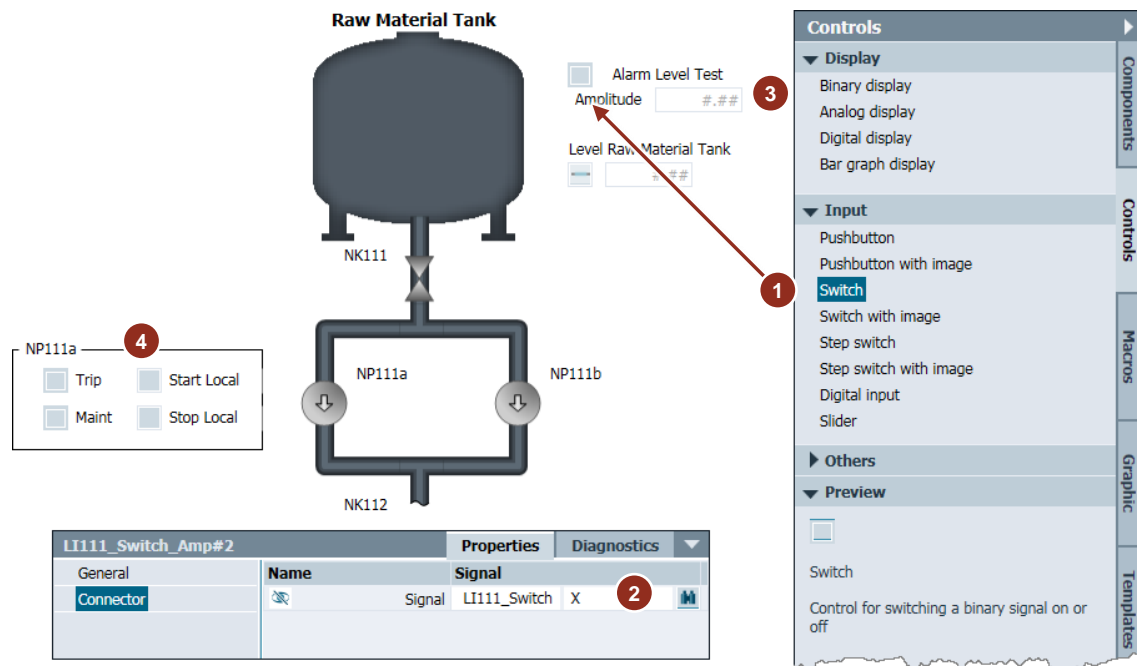 Raw Material Tank
Alarm Level Test
Amplitude
#.##
3
Level Raw Material Tank
#.##
NK111
1
4
NP111a
Trip
Start Local
Maint
Stop Local
NP111a
NP111b
NK112
LI111_Switch_Amp#2
Properties
Diagnostics
General
Name
Signal
Connector
Signal
LI111_Switch
X
2
Controls
Display
Binary display
Analog display
Digital display
Bar graph display
Input
Pushbutton
Pushbutton with image
Switch
Switch with image
Step switch
Step switch with image
Digital input
Slider
Others
Preview
Switch
Control for switching a binary signal on or
off
Components
Controls
Macros
Graphic
Templates